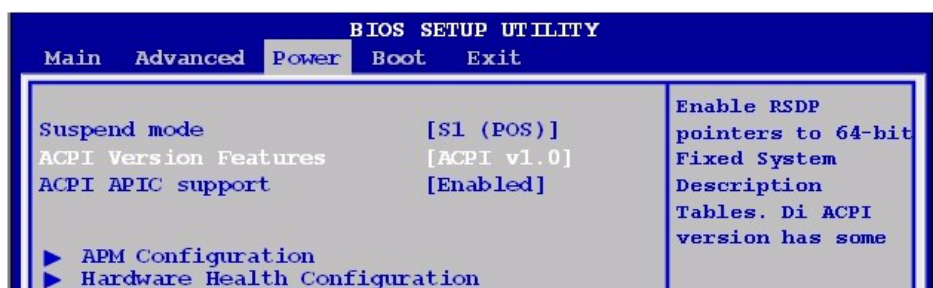 BIOS SETUP UTILITY
Main Advanced Power Boot Exit
Suspend mode [S1 (POS)]
ACPI Version Features [ACPI v1.0]
ACPI APIC support [Enabled]
▶ APM Configuration
▶ Hardware Health Configuration
Enable RSDP
pointers to 64-bit
Fixed System
Description
Tables. Di ACPI
version has some